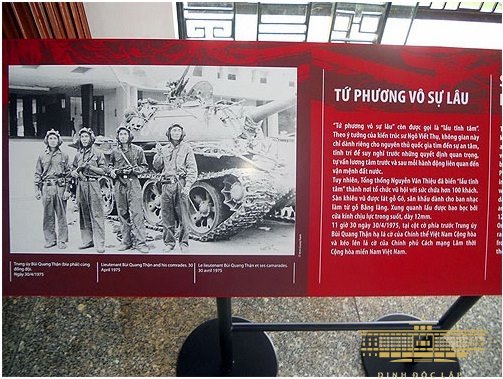 TỨ PHƯƠNG VÔ SỰ LÂU
"Tứ phương vô sự lâu" còn được gọi là "lầu tĩnh tâm".
Theo ý tưởng của kiến trúc sư Ngô Viết Thụ, không gian này
chỉ dành riêng cho nguyên thủ quốc gia tìm đến sự an tâm,
tĩnh trí để suy nghĩ trước những quyết định quan trọng,
tự vấn lương tâm trước và sau mỗi hành động liên quan đến
vận mệnh đất nước.
Tuy nhiên, Tổng thống Nguyễn Văn Thiệu đã biến "lầu tĩnh
tâm" thành nơi tổ chức vũ hội với sức chứa hơn 100 khách.
Sàn khiêu vũ được lát gỗ Gõ, sân khấu dành cho ban nhạc
làm từ gỗ Bằng lăng. Xung quanh lầu được bao bọc bởi
cửa kính chịu lực trong suốt, dày 12mm.
11 giờ 30 ngày 30/4/1975, tại cột cờ phía trước Trung úy
Bùi Quang Thận hạ lá cờ của Chính thể Việt Nam Cộng hòa
và kéo lên lá cờ của Chính phủ Cách mạng Lâm thời
Cộng hòa miền Nam Việt Nam.
Trung úy Bùi Quang Thận (bìa phải) cùng
đồng đội.
Ngày 30/4/1975
Lieutenant Bùi Quang Thận and his comrades. 30
April 1975
Le lieutenant Bùi Quang Thận et ses camarades.
30 avril 1975
DINH ĐỘC LẬP